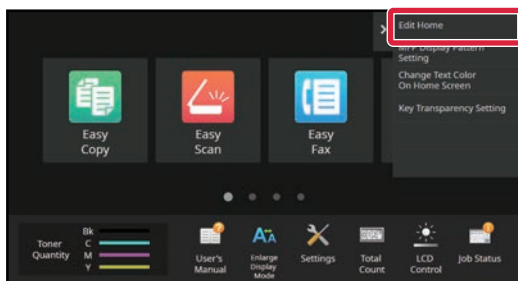 Edit Home
MFP Display Pattern
Setting
Change Text Color
On Home Screen
Key Transparency Setting
Easy
Copy
Easy
Scan
Easy
Fax
Toner
Quantity
Bk
C
M
Y
User's
Manual
Enlarge
Display
Mode
Settings
Total
Count
LCD
Control
Job Status